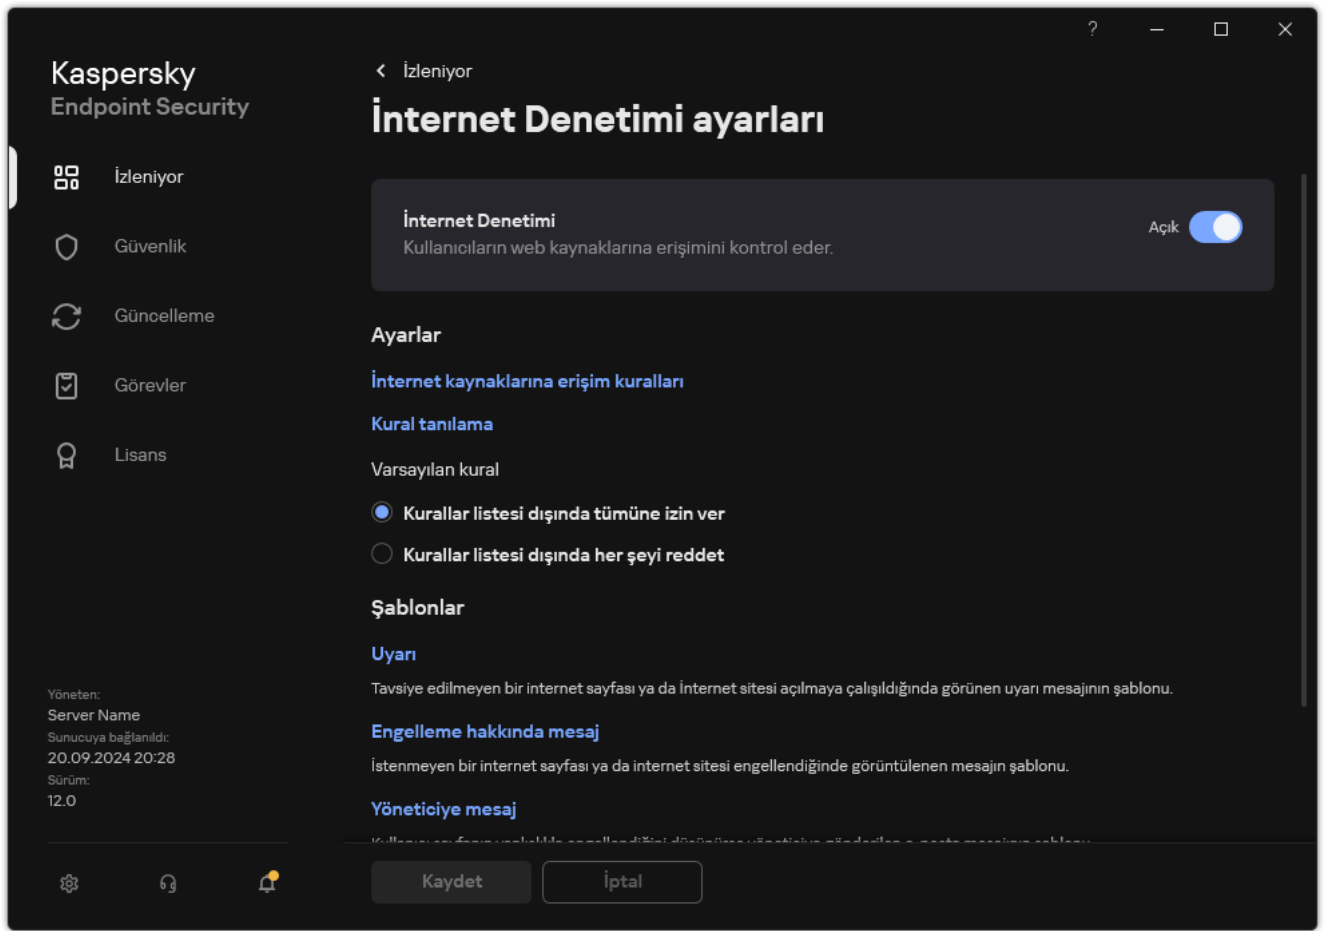 ?
Kaspersky
Endpoint Security
İzleniyor
Güvenlik
Güncelleme
Görevler
Lisans
Yöneten:
Server Name
Sunucuya bağlanıldı:
20.09.2024 20:28
Sürüm:
12.0
İzleniyor
İnternet Denetimi ayarları
İnternet Denetimi
Kullanıcıların web kaynaklarına erişimini kontrol eder.
Açık
Ayarlar
İnternet kaynaklarına erişim kuralları
Kural tanılama
Varsayılan kural
Kurallar listesi dışında tümüne izin ver
Kurallar listesi dışında her şeyi reddet
Şablonlar
Uyarı
Tavsiye edilmeyen bir internet sayfası ya da İnternet sitesi açılmaya çalışıldığında görünen uyarı mesajının şablonu.
Engelleme hakkında mesaj
İstenmeyen bir internet sayfası ya da internet sitesi engellendiğinde görüntülenen mesajın şablonu.
Yöneticiye mesaj
Kaydet
İptal